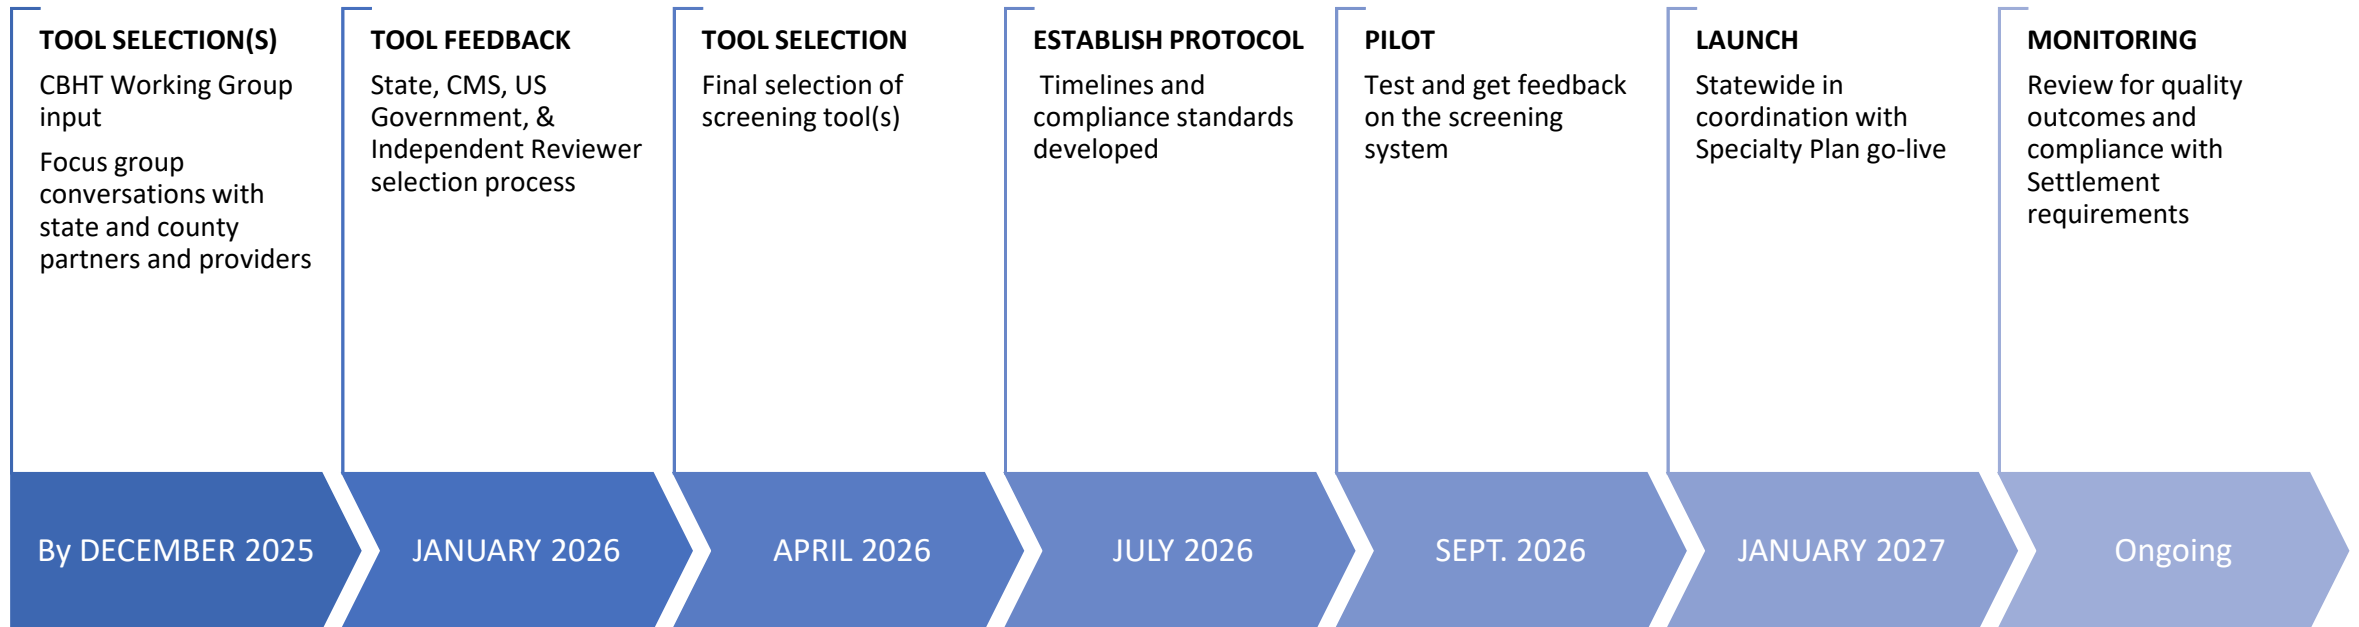 TOOL SELECTION(S)
CBHT Working Group
input
Focus group
conversations with
state and county
partners and providers
By DECEMBER 2025
TOOL FEEDBACK
State, CMS, US
Government, &
Independent Reviewer
selection process
JANUARY 2026
TOOL SELECTION
Final selection of
screening tool(s)
APRIL 2026
ESTABLISH PROTOCOL
Timelines and
compliance standards
developed
JULY 2026
PILOT
Test and get feedback
on the screening
system
SEPT. 2026
LAUNCH
Statewide in
coordination with
Specialty Plan go-live
JANUARY 2027
MONITORING
Review for quality
outcomes and
compliance with
Settlement
requirements
Ongoing